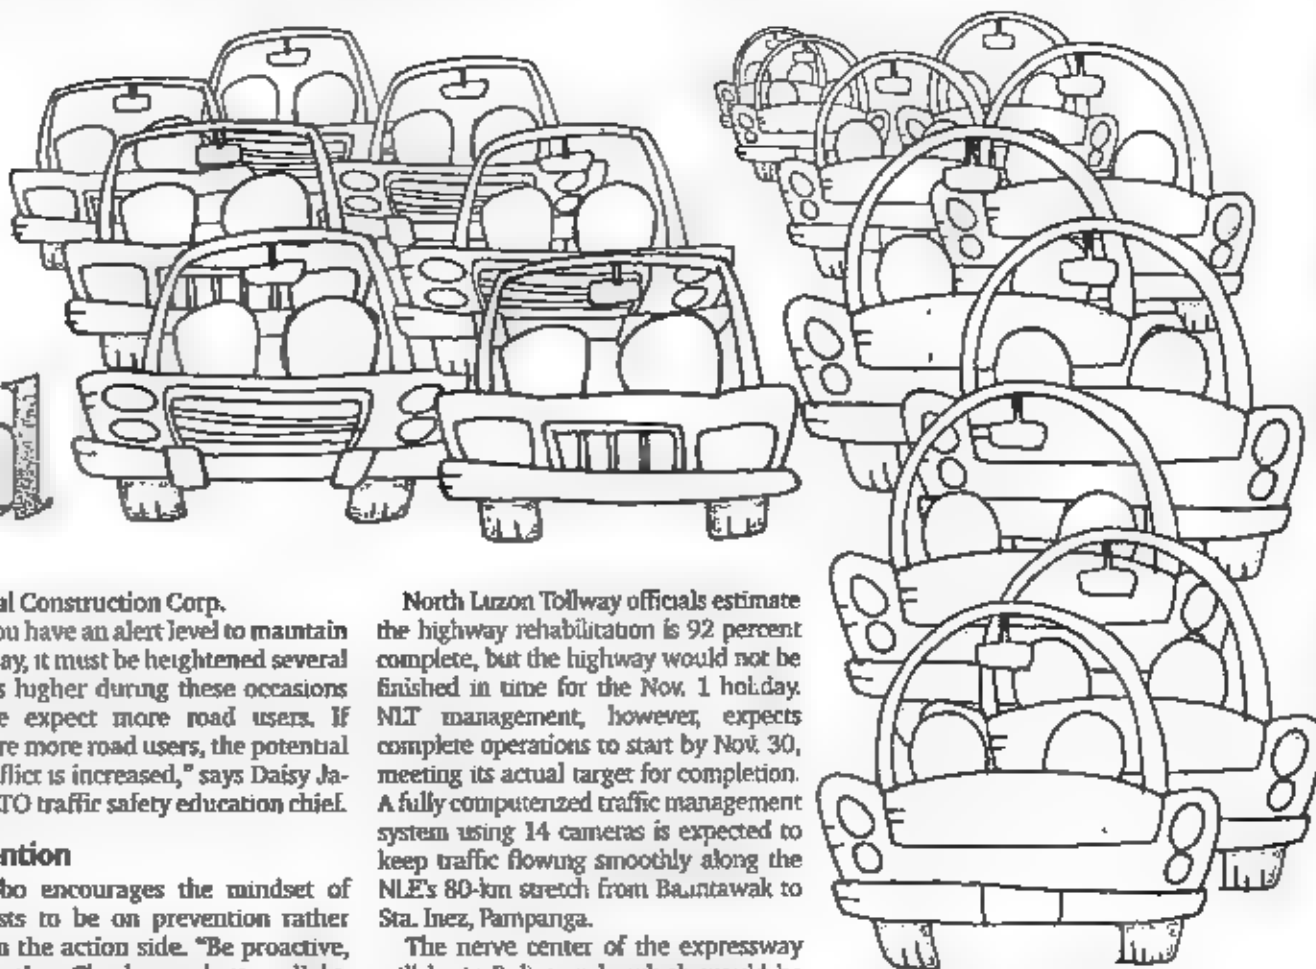 al Construction Corp.
ou have an alert level to maintain
ay, it must be heightened several
s higher during these occasions
e expect more road users. If
re more road users, the potential
flict is increased," says Daisy Ja-
TO traffic safety education chief.
ention
bo encourages the mindset of
sts to be on prevention rather
n the action side. "Be proactive,
North Luzon Tollway officials estimate
the highway rehabilitation is 92 percent
complete, but the highway would not be
finished in time for the Nov. 1 holiday.
NLT management, however, expects
complete operations to start by Nov. 30,
meeting its actual target for completion.
A fully computerized traffic management
system using 14 cameras is expected to
keep traffic flowing smoothly along the
NLE's 80-km stretch from Balintawak to
Sta. Inez, Pampanga.
The nerve center of the expressway